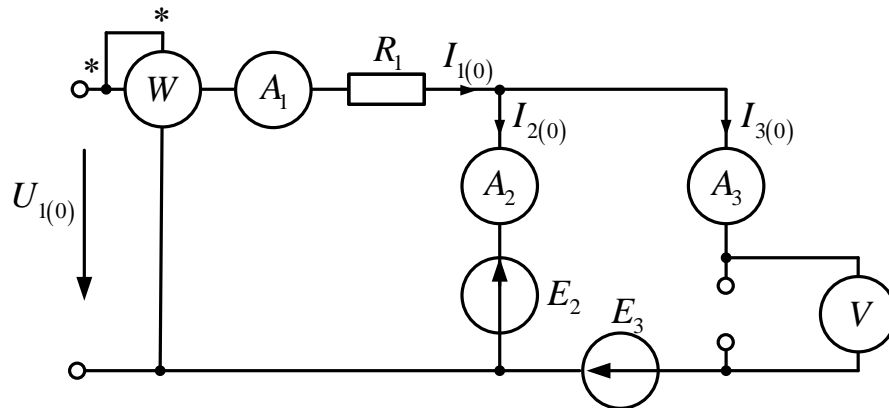 *
*
W
A1
R1
I1(0)
I2(0)
I3(0)
U1(0)
A2
A3
E2
E3
V